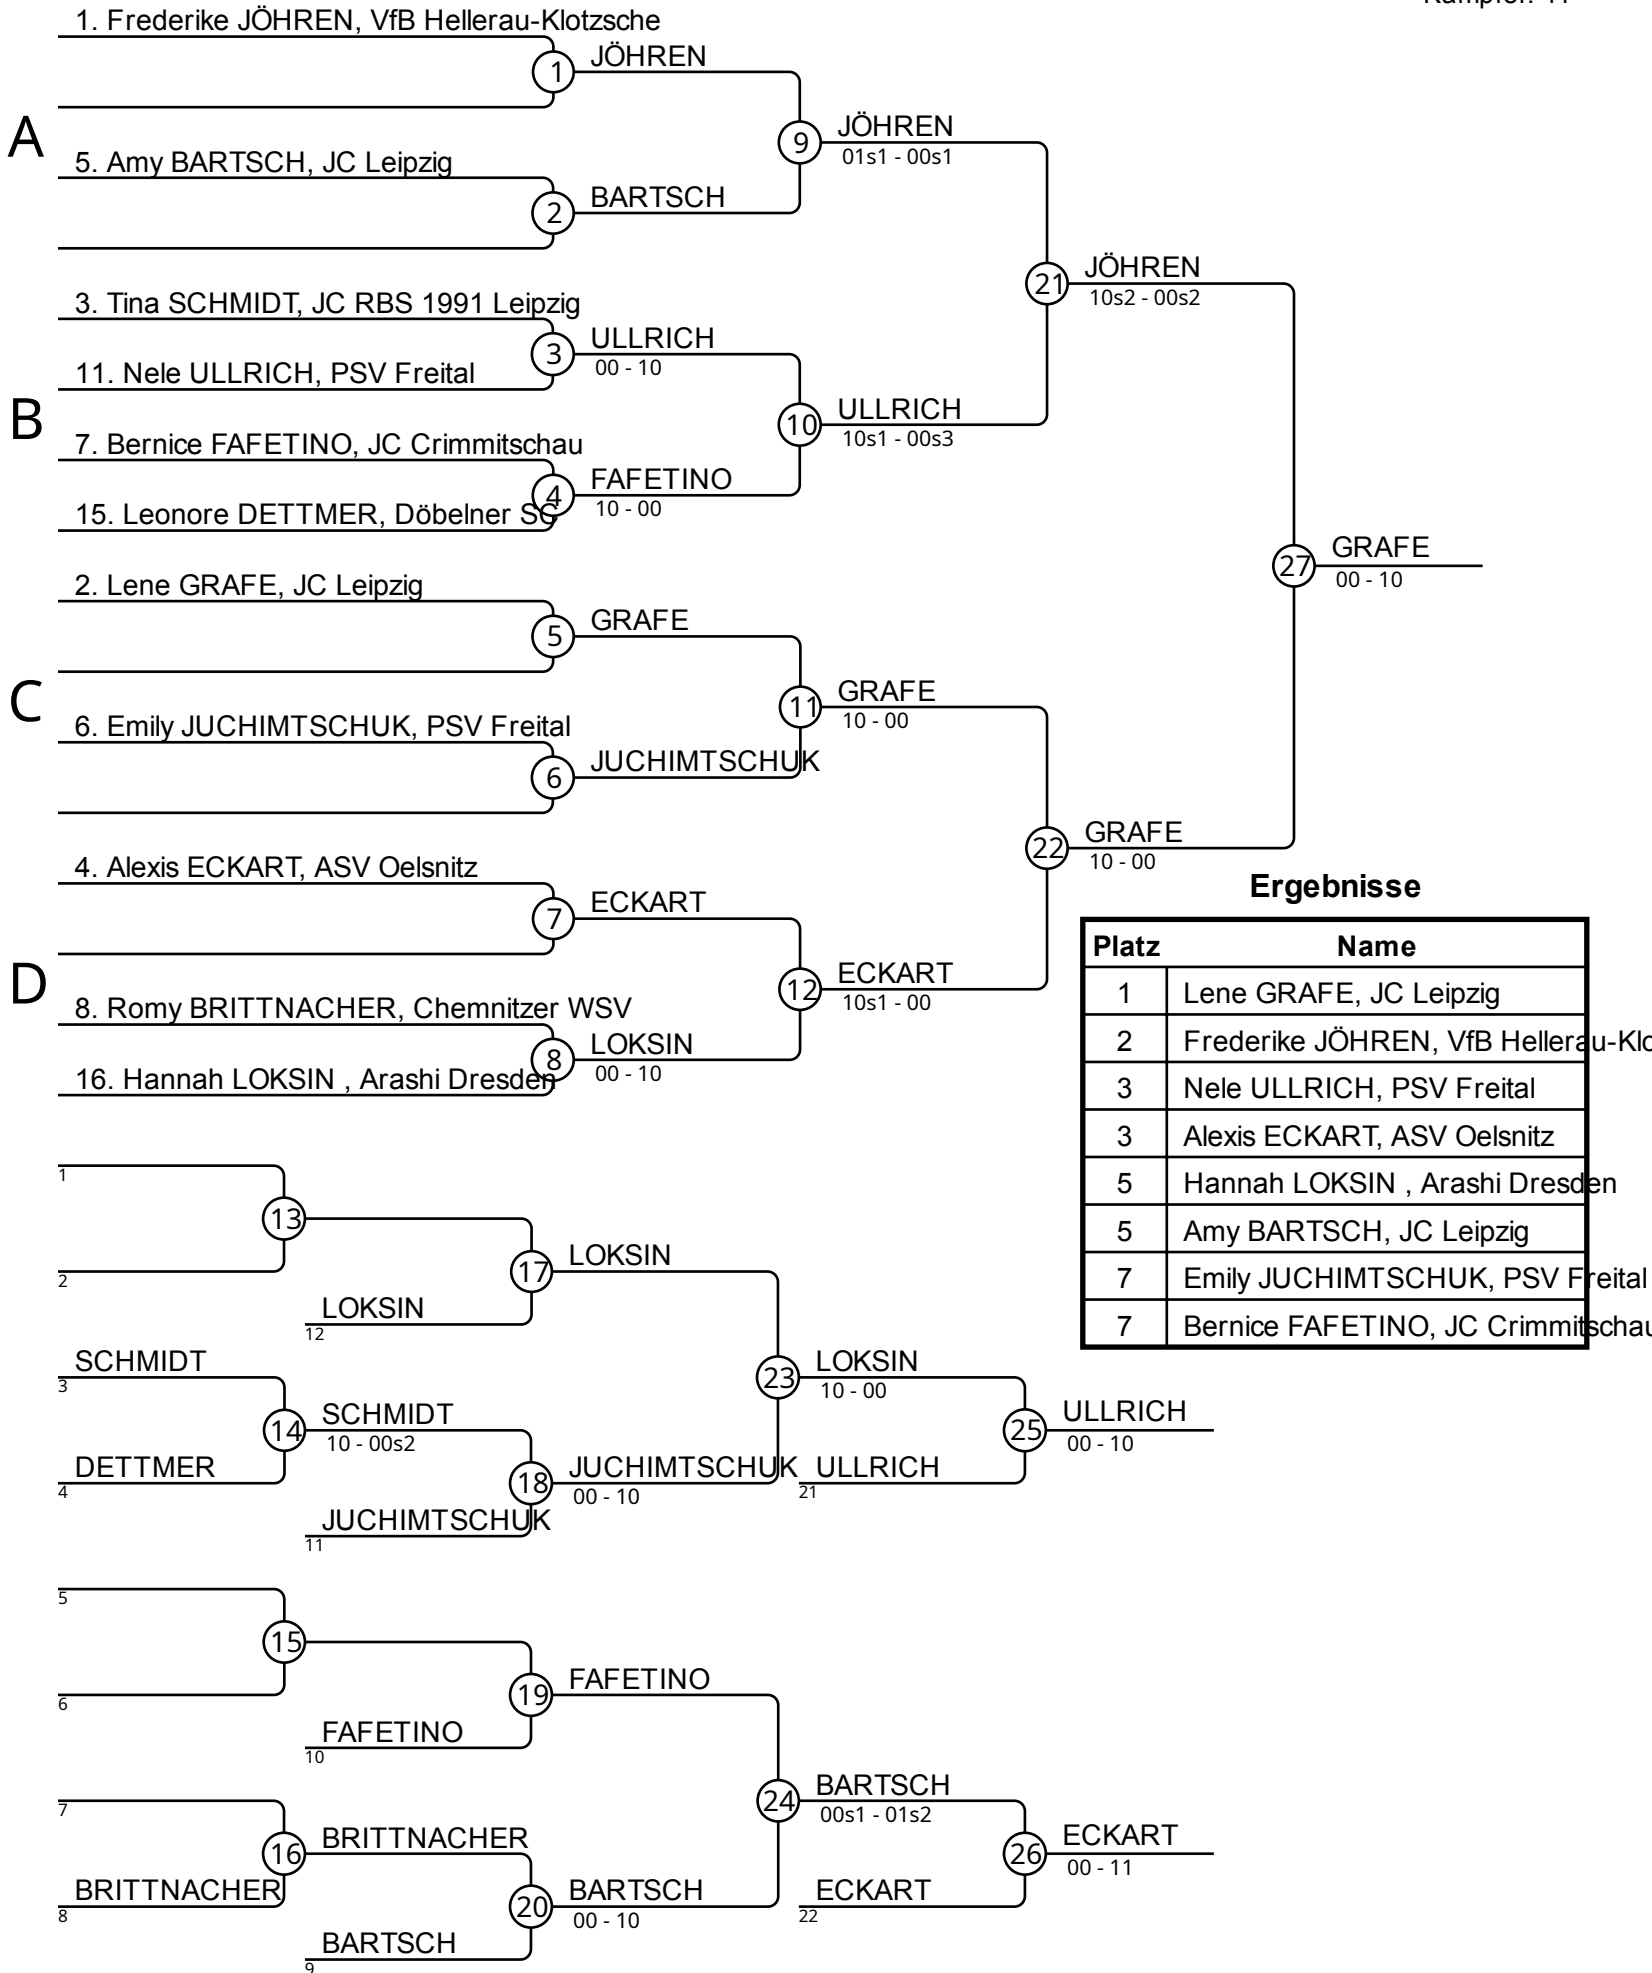 1. Frederike JÖHREN, VfB Hellerau-Klotzsche
1
JÖHREN
A
9
JÖHREN
01s1 - 00s1
5. Amy BARTSCH, JC Leipzig
2
BARTSCH
21
JÖHREN
10s2 - 00s2
3. Tina SCHMIDT, JC RBS 1991 Leipzig
3
ULLRICH
00 - 10
11. Nele ULLRICH, PSV Freital
B
10
ULLRICH
10s1 - 00s3
7. Bernice FAFETINO, JC Crimmitschau
4
FAFETINO
10 - 00
15. Leonore DETTMER, Döbelner SC
27
GRAFE
00 - 10
2. Lene GRAFE, JC Leipzig
5
GRAFE
C
11
GRAFE
10 - 00
6. Emily JUCHIMTSCHUK, PSV Freital
6
JUCHIMTSCHUK
22
GRAFE
10 - 00
4. Alexis ECKART, ASV Oelsnitz
7
ECKART
D
12
ECKART
10s1 - 00
8. Romy BRITTNACHER, Chemnitzer WSV
8
LOKSIN
00 - 10
16. Hannah LOKSIN , Arashi Dresden
Ergebnisse
Platz Name
1 Lene GRAFE, JC Leipzig
2 Frederike JÖHREN, VfB
3 Nele ULLRICH, PSV Freital
3 Alexis ECKART, ASV Oelsnitz
5 Hannah LOKSIN , Arashi Dresden
5 Amy BARTSCH, JC Leipzig
7 Emily JUCHIMTSCHUK, PSV Freital
7 Bernice FAFETINO, JC Crimmitschau
1
13
2
17
LOKSIN
LOKSIN
12
SCHMIDT
3
14
SCHMIDT
10 - 00s2
DETTMER
4
18
JUCHIMTSCHUK
00 - 10
JUCHIMTSCHUK
11
23
LOKSIN
10 - 00
ULLRICH
21
25
ULLRICH
00 - 10
5
15
6
19
FAFETINO
FAFETINO
10
7
16
BRITTNACHER
BRITTNACHER
8
20
BARTSCH
00 - 10
BARTSCH
9
24
BARTSCH
00s1 - 01s2
ECKART
22
26
ECKART
00 - 11